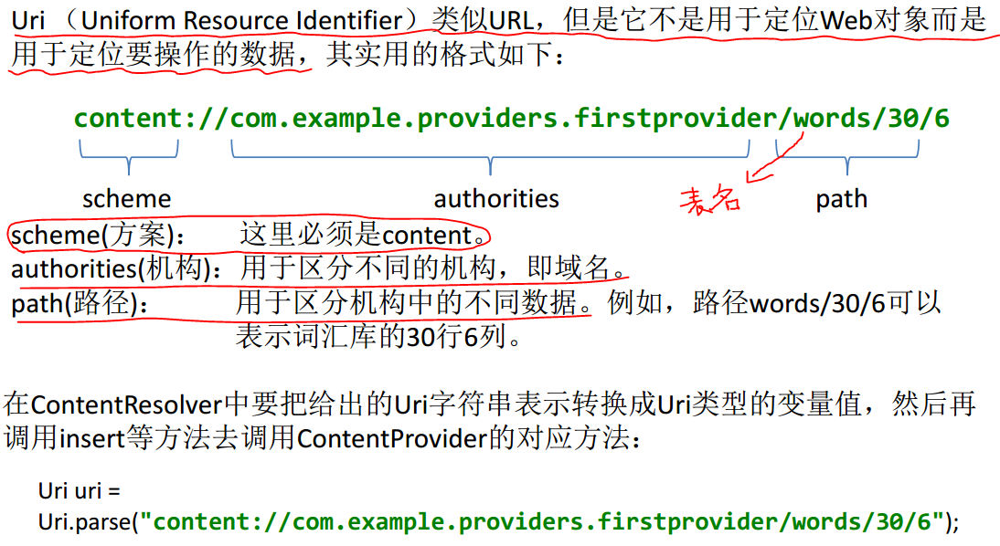 Uri （Uniform Resource Identifier）类似URL，但是它不是用于定位Web对象而是
用于定位要操作的数据，其实用的格式如下：
content://com.example.providers.firstprovider/words/30/6
scheme authorities 表名 path
scheme(方案)： 这里必须是content。
authorities(机构)：用于区分不同的机构，即域名。
path(路径)： 用于区分机构中的不同数据。例如，路径words/30/6可以
表示词汇库的30行6列。
在ContentResolver中要把给出的Uri字符串表示转换成Uri类型的变量值，然后再
调用insert等方法去调用ContentProvider的对应方法：
Uri uri =
Uri.parse("content://com.example.providers.firstprovider/words/30/6");